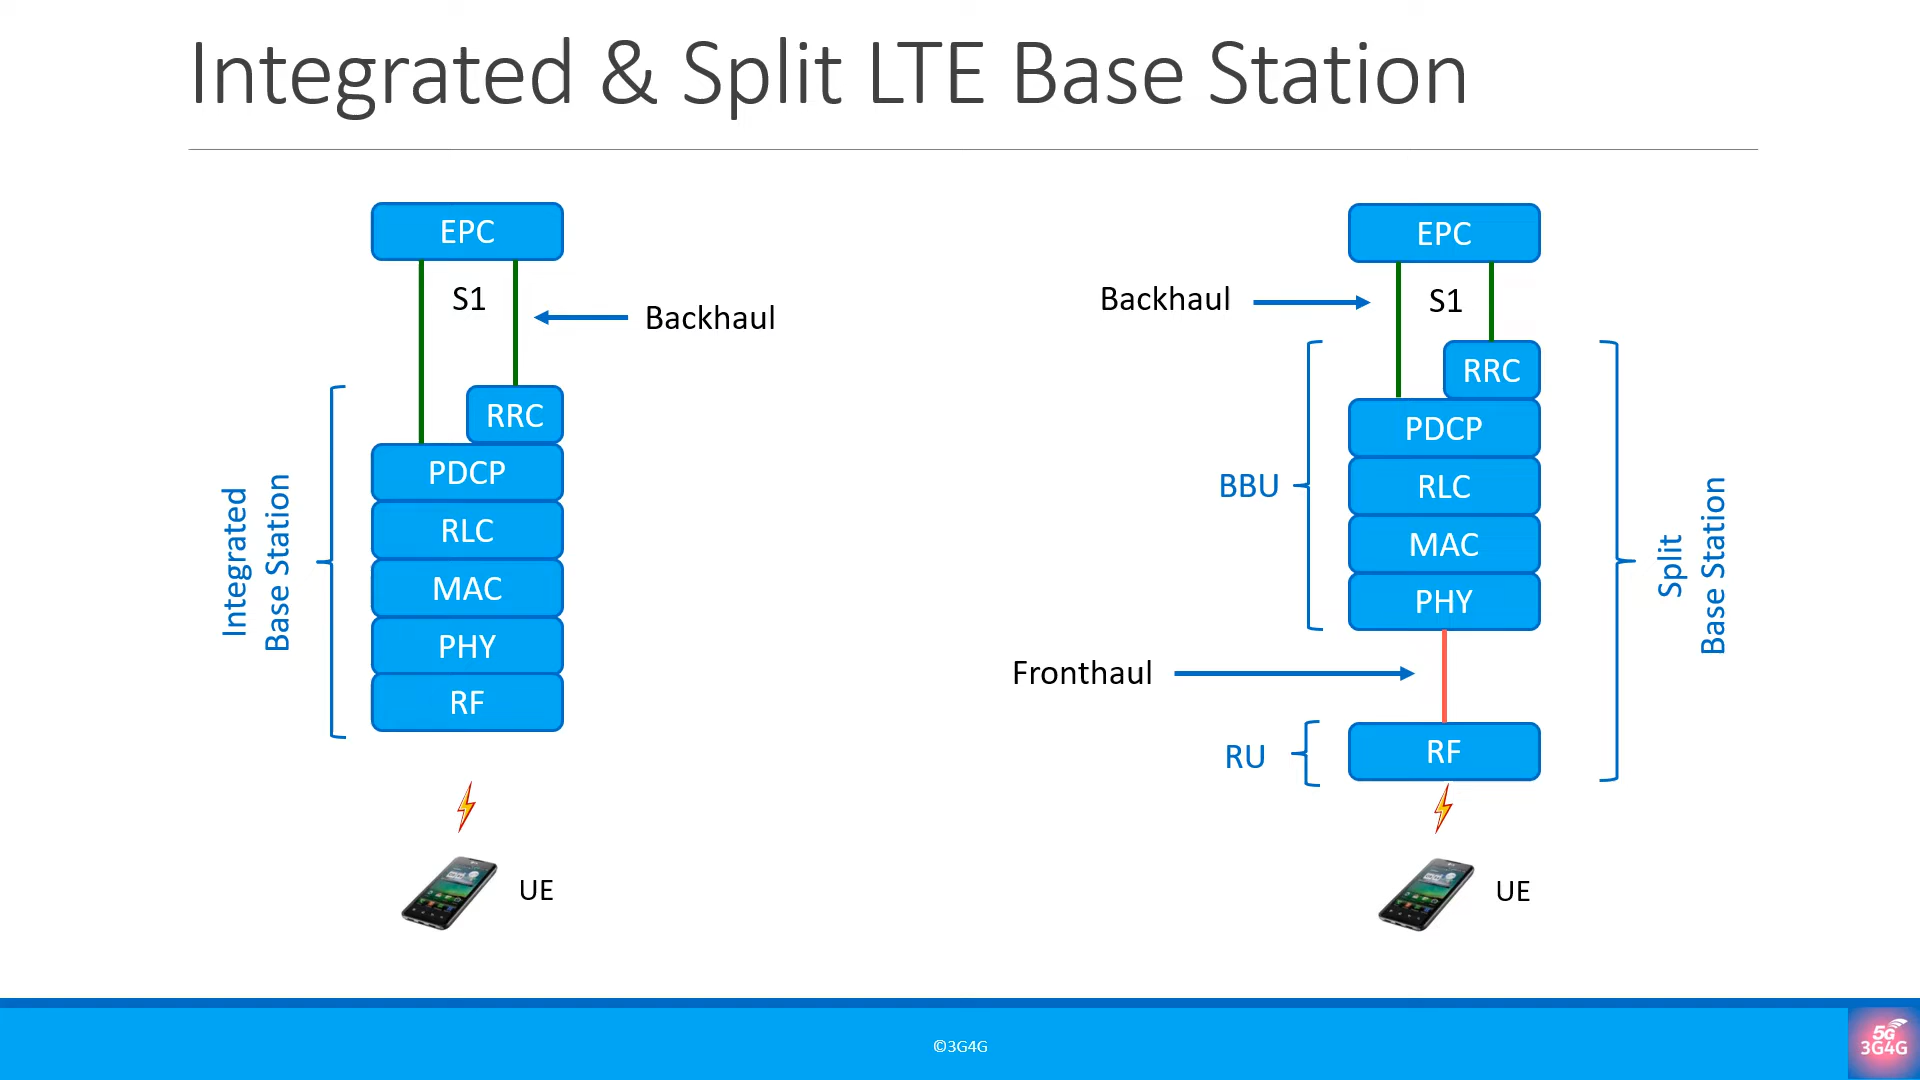 Integrated & Split LTE Base Station
EPC
S1
Backhaul
RRC
PDCP
RLC
MAC
PHY
RF
Integrated
Base Station
UE
EPC
Backhaul
S1
RRC
PDCP
BBU
RLC
MAC
PHY
Fronthaul
RU
RF
Split
Base Station
UE
©3G4G
5G
3G4G